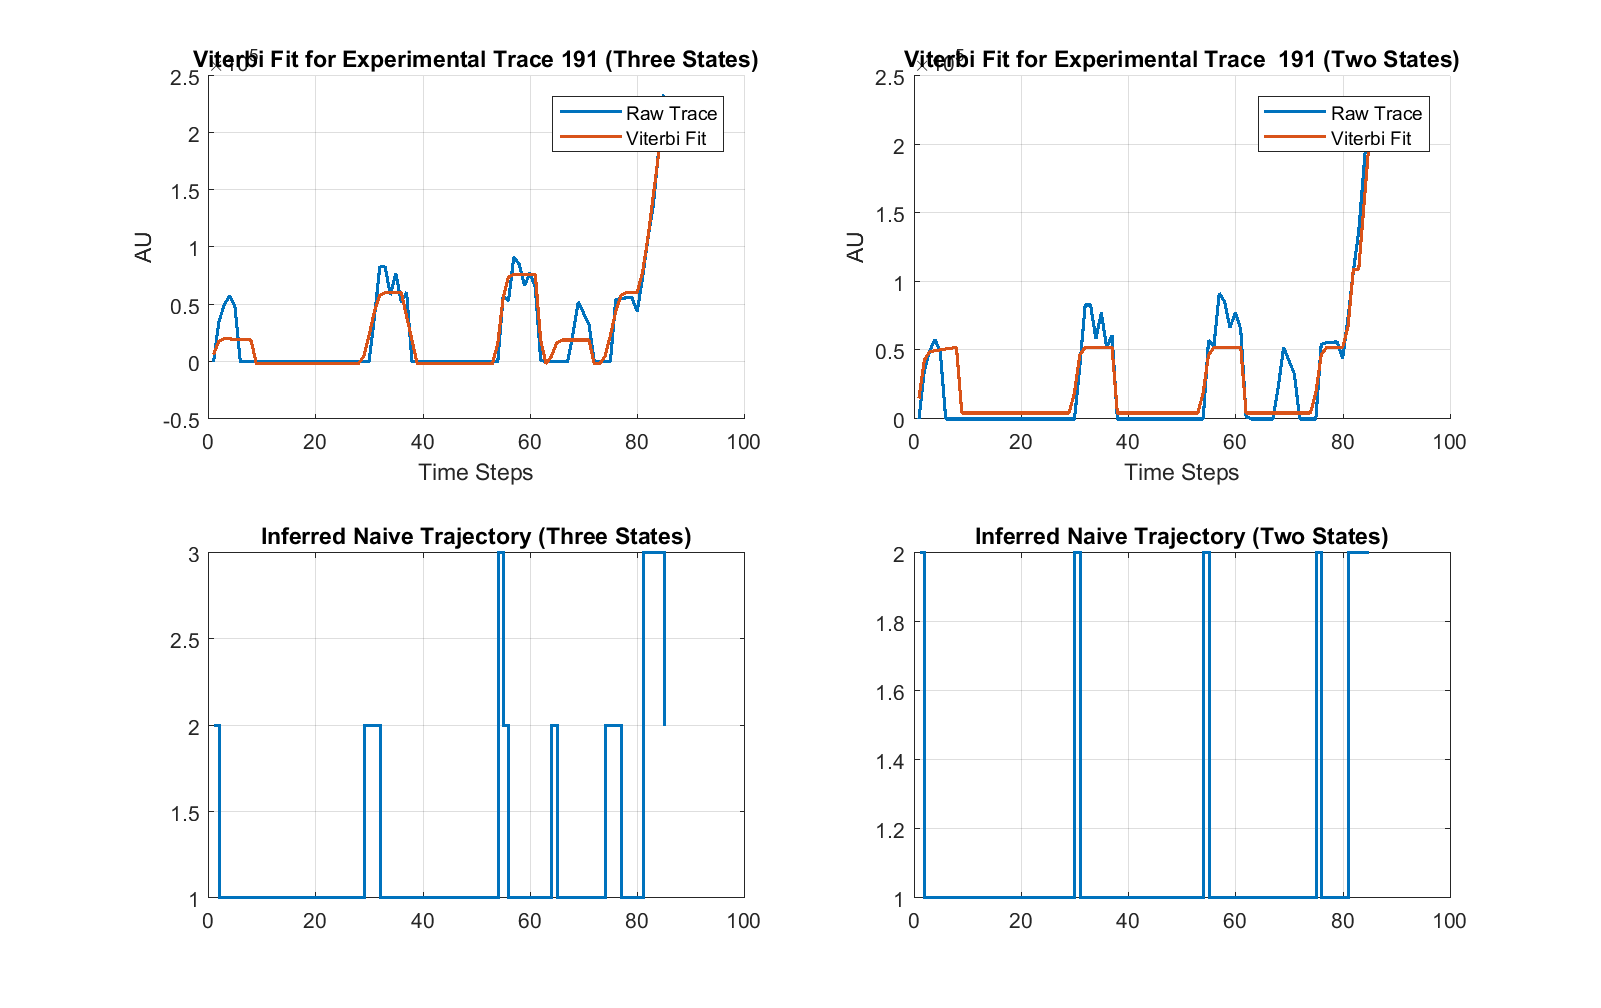 Viterbi Fit for Experimental Trace 191 (Three States)
×10^5
2.5
2
1.5
1
0.5
0
-0.5
AU
Raw Trace
Viterbi Fit
0 20 40 60 80 100
Time Steps
Viterbi Fit for Experimental Trace  191 (Two States)
×10^5
2.5
2
1.5
1
0.5
0
AU
Raw Trace
Viterbi Fit
0 20 40 60 80 100
Time Steps
Inferred Naive Trajectory (Three States)
3
2.5
2
1.5
1
0 20 40 60 80 100
Inferred Naive Trajectory (Two States)
2
1.8
1.6
1.4
1.2
1
0 20 40 60 80 100